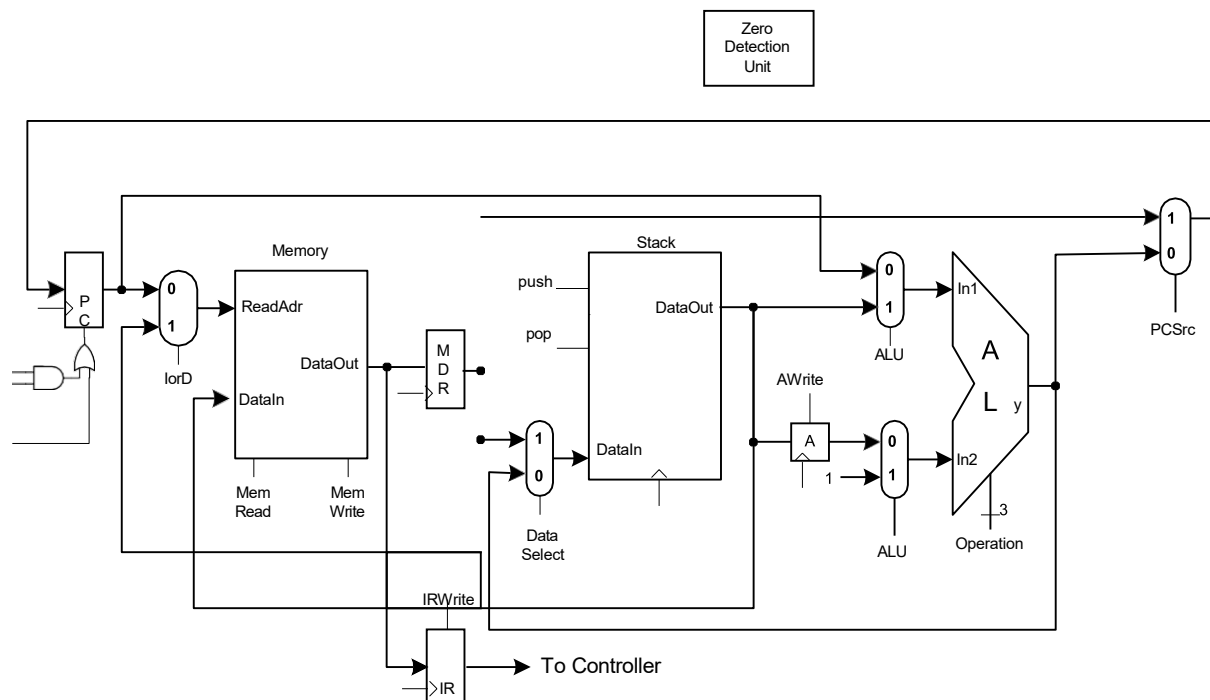 Zero
Detection
Unit
Memory
Stack
P
C
0
1
IorD
ReadAdr
DataOut
DataIn
Mem
Read
Mem
Write
M
D
R
push
pop
DataOut
DataIn
1
0
Data
Select
0
1
ALU
AWrite
A
1
0
1
ALU
In1
In2
A
L
y
3
Operation
1
0
PCSrc
IRWrite
IR
To Controller